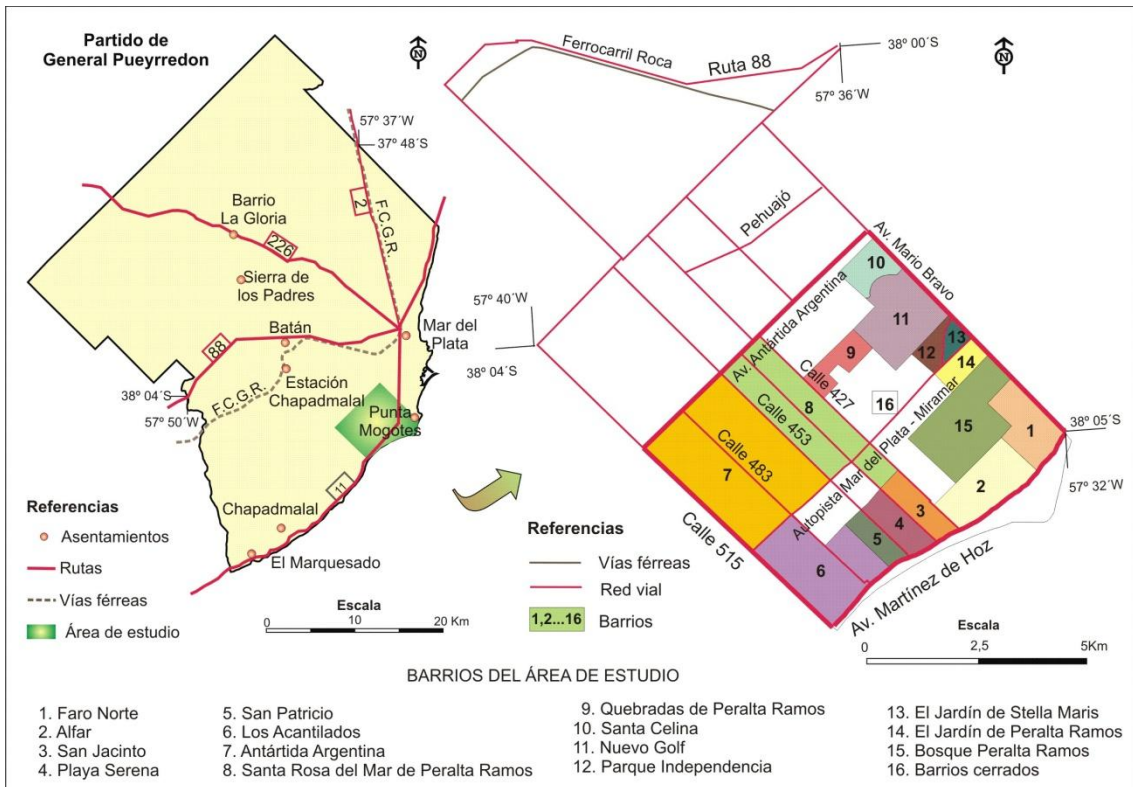 Partido de
General Pueyrredon
N
57º 37´W
37º 48´S
2
F.C.G.R.
Barrio
La Gloria
226
Sierra de
los Padres
Batán
88
Mar del
Plata
Estación
Chapadmalal
38º 04´S
57º 50´W
F.C.G.R.
Punta
Mogotes
11
Chapadmalal
El Marquesado
Referencias
Asentamientos
Rutas
Vías férreas
Área de estudio
Escala
0 10 20 Km
Ferrocarril Roca
Ruta 88
38º 00´S
57º 36´W
N
Pehuajó
Av. Mario Bravo
57º 40´W
38º 04´S
Av. Antártida Argentina
10
11
13
12
9
14
Calle 427
16
8
Calle 453
15
1
38º 05´S
57º 32´W
Calle 483
7
Autopista Mar del Plata - Miramar
2
3
4
5
6
Calle 515
Av. Martínez de Hoz
Referencias
Vías férreas
Red vial
1,2...16 Barrios
Escala
0 2,5 5Km
BARRIOS DEL ÁREA DE ESTUDIO
1. Faro Norte
2. Alfar
3. San Jacinto
4. Playa Serena
5. San Patricio
6. Los Acantilados
7. Antártida Argentina
8. Santa Rosa del Mar de Peralta Ramos
9. Quebradas de Peralta Ramos
10. Santa Celina
11. Nuevo Golf
12. Parque Independencia
13. El Jardín de Stella Maris
14. El Jardín de Peralta Ramos
15. Bosque Peralta Ramos
16. Barrios cerrados